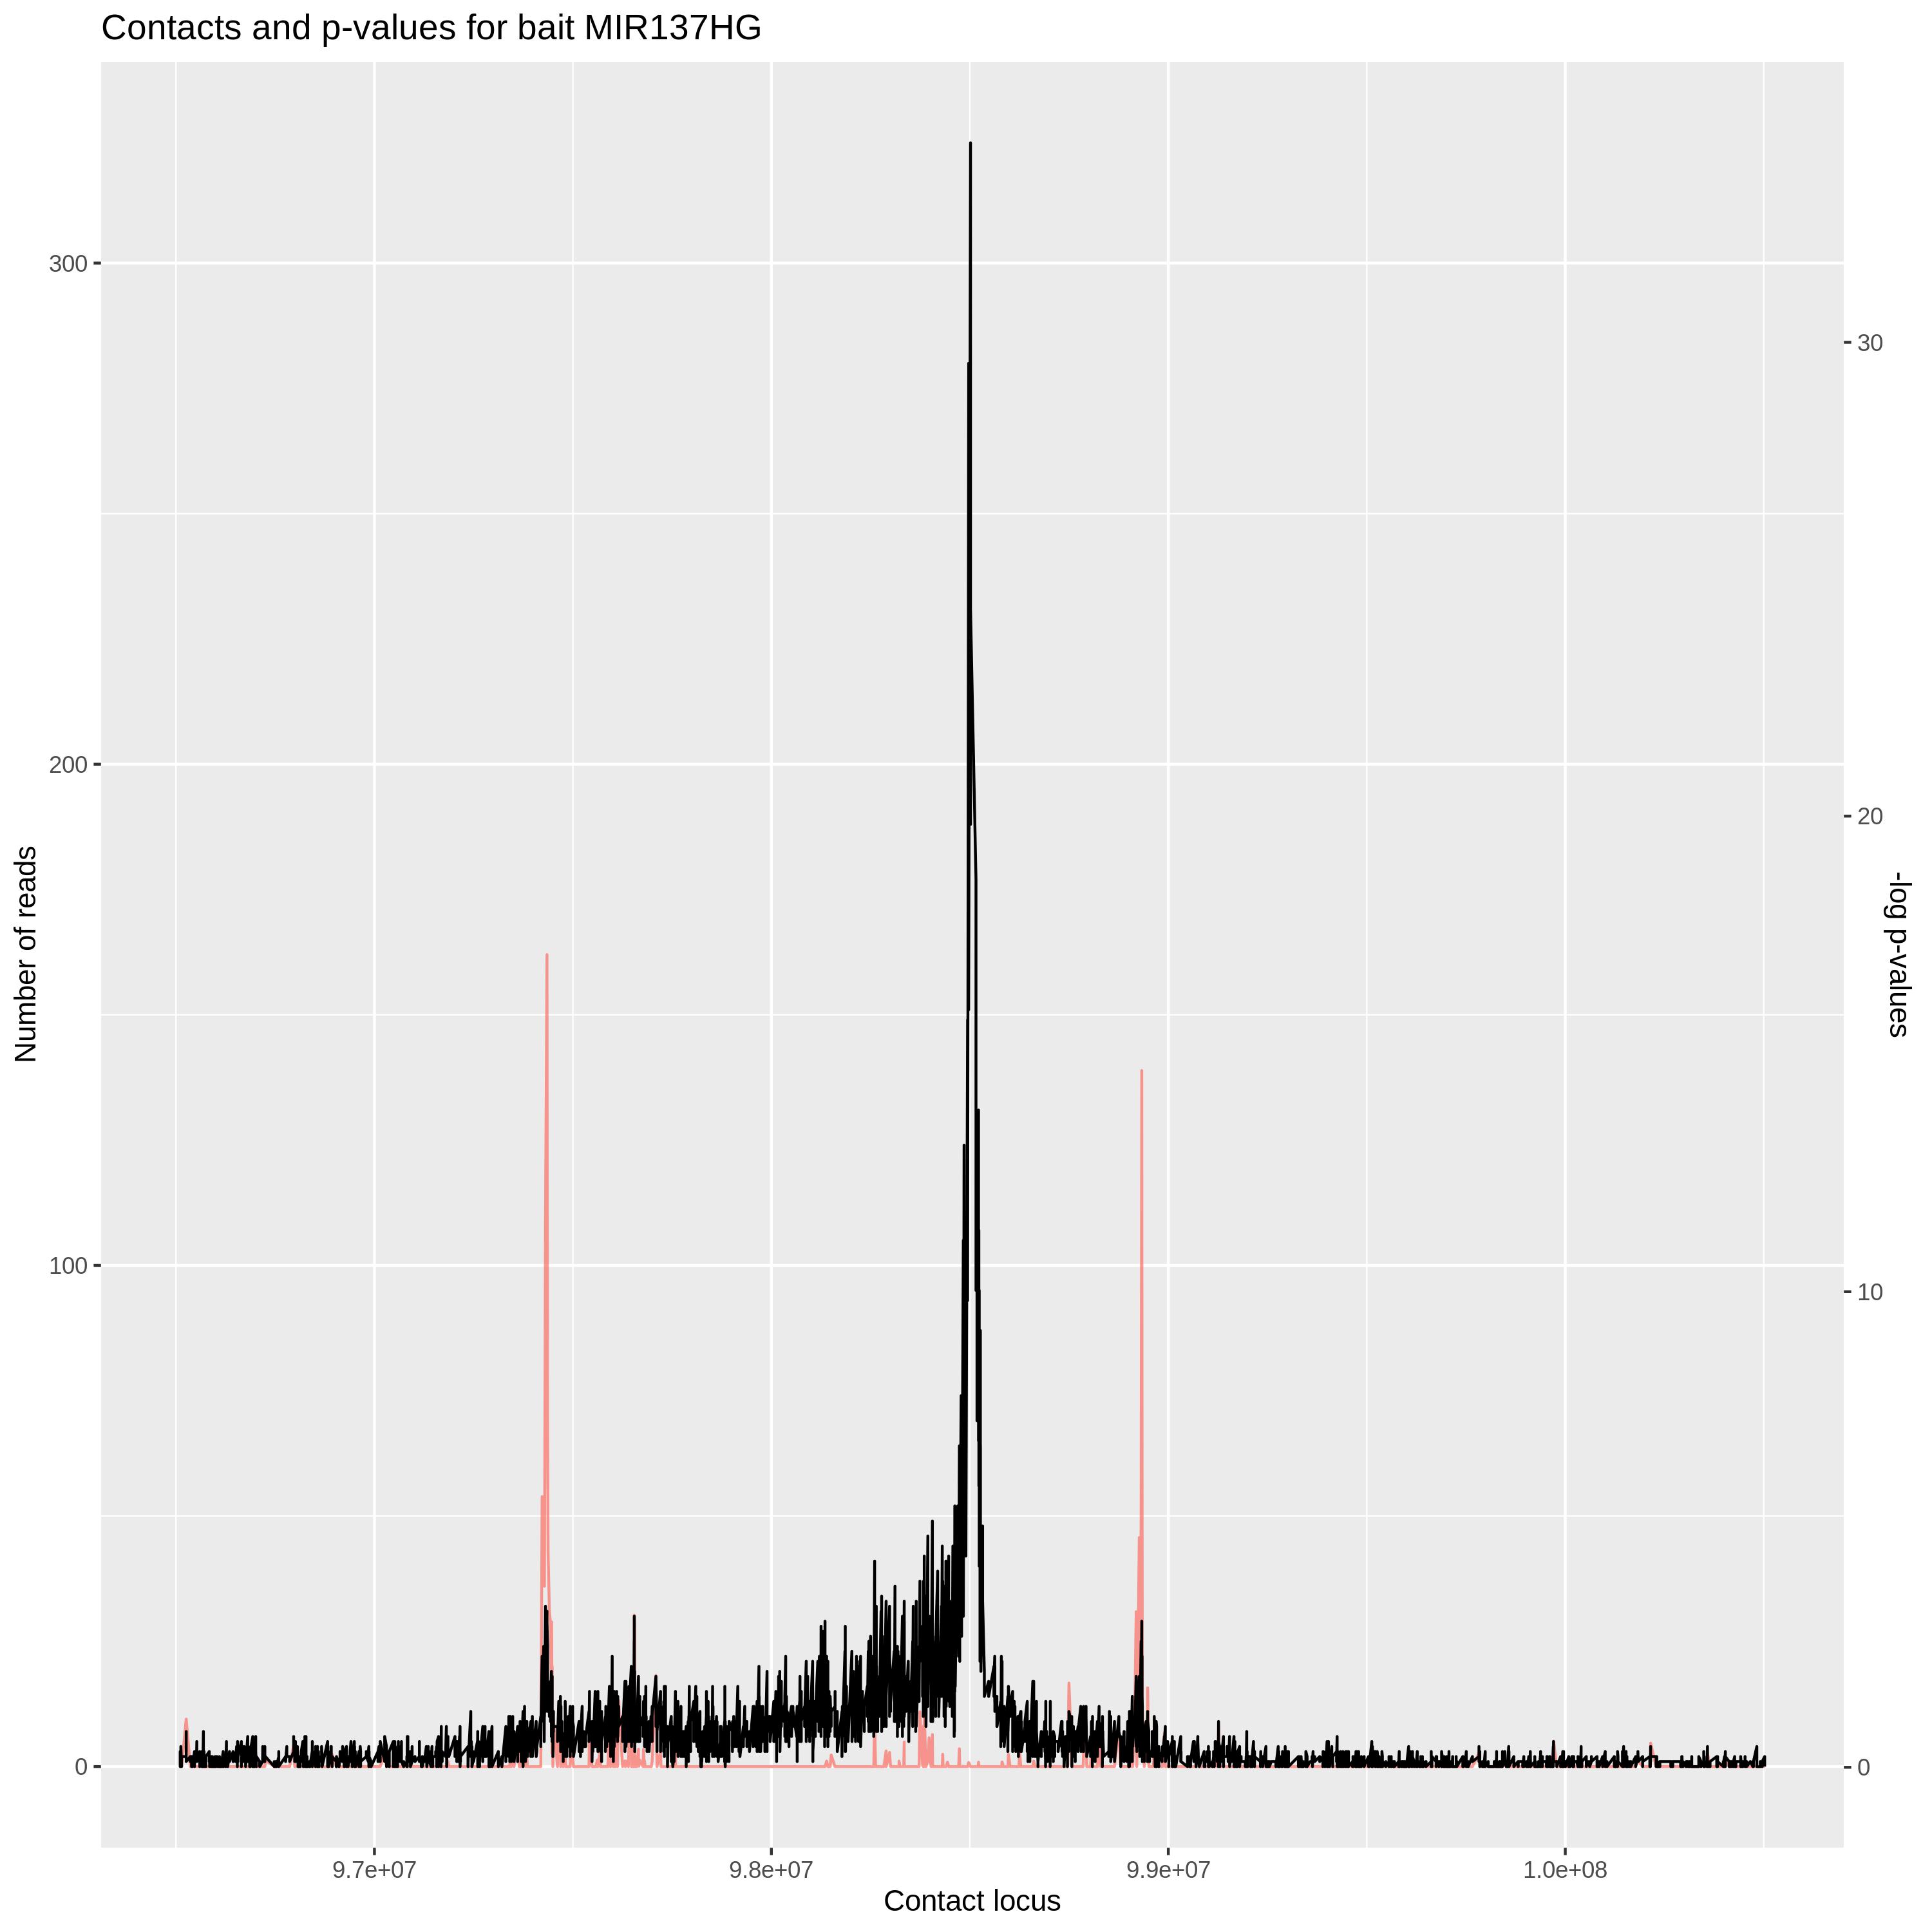 Contacts and p-values for bait MIR137HG
300
200
100
0
30
20
10
0
Number of reads
-log p-values
9.7e+07
9.8e+07
9.9e+07
1.0e+08
Contact locus